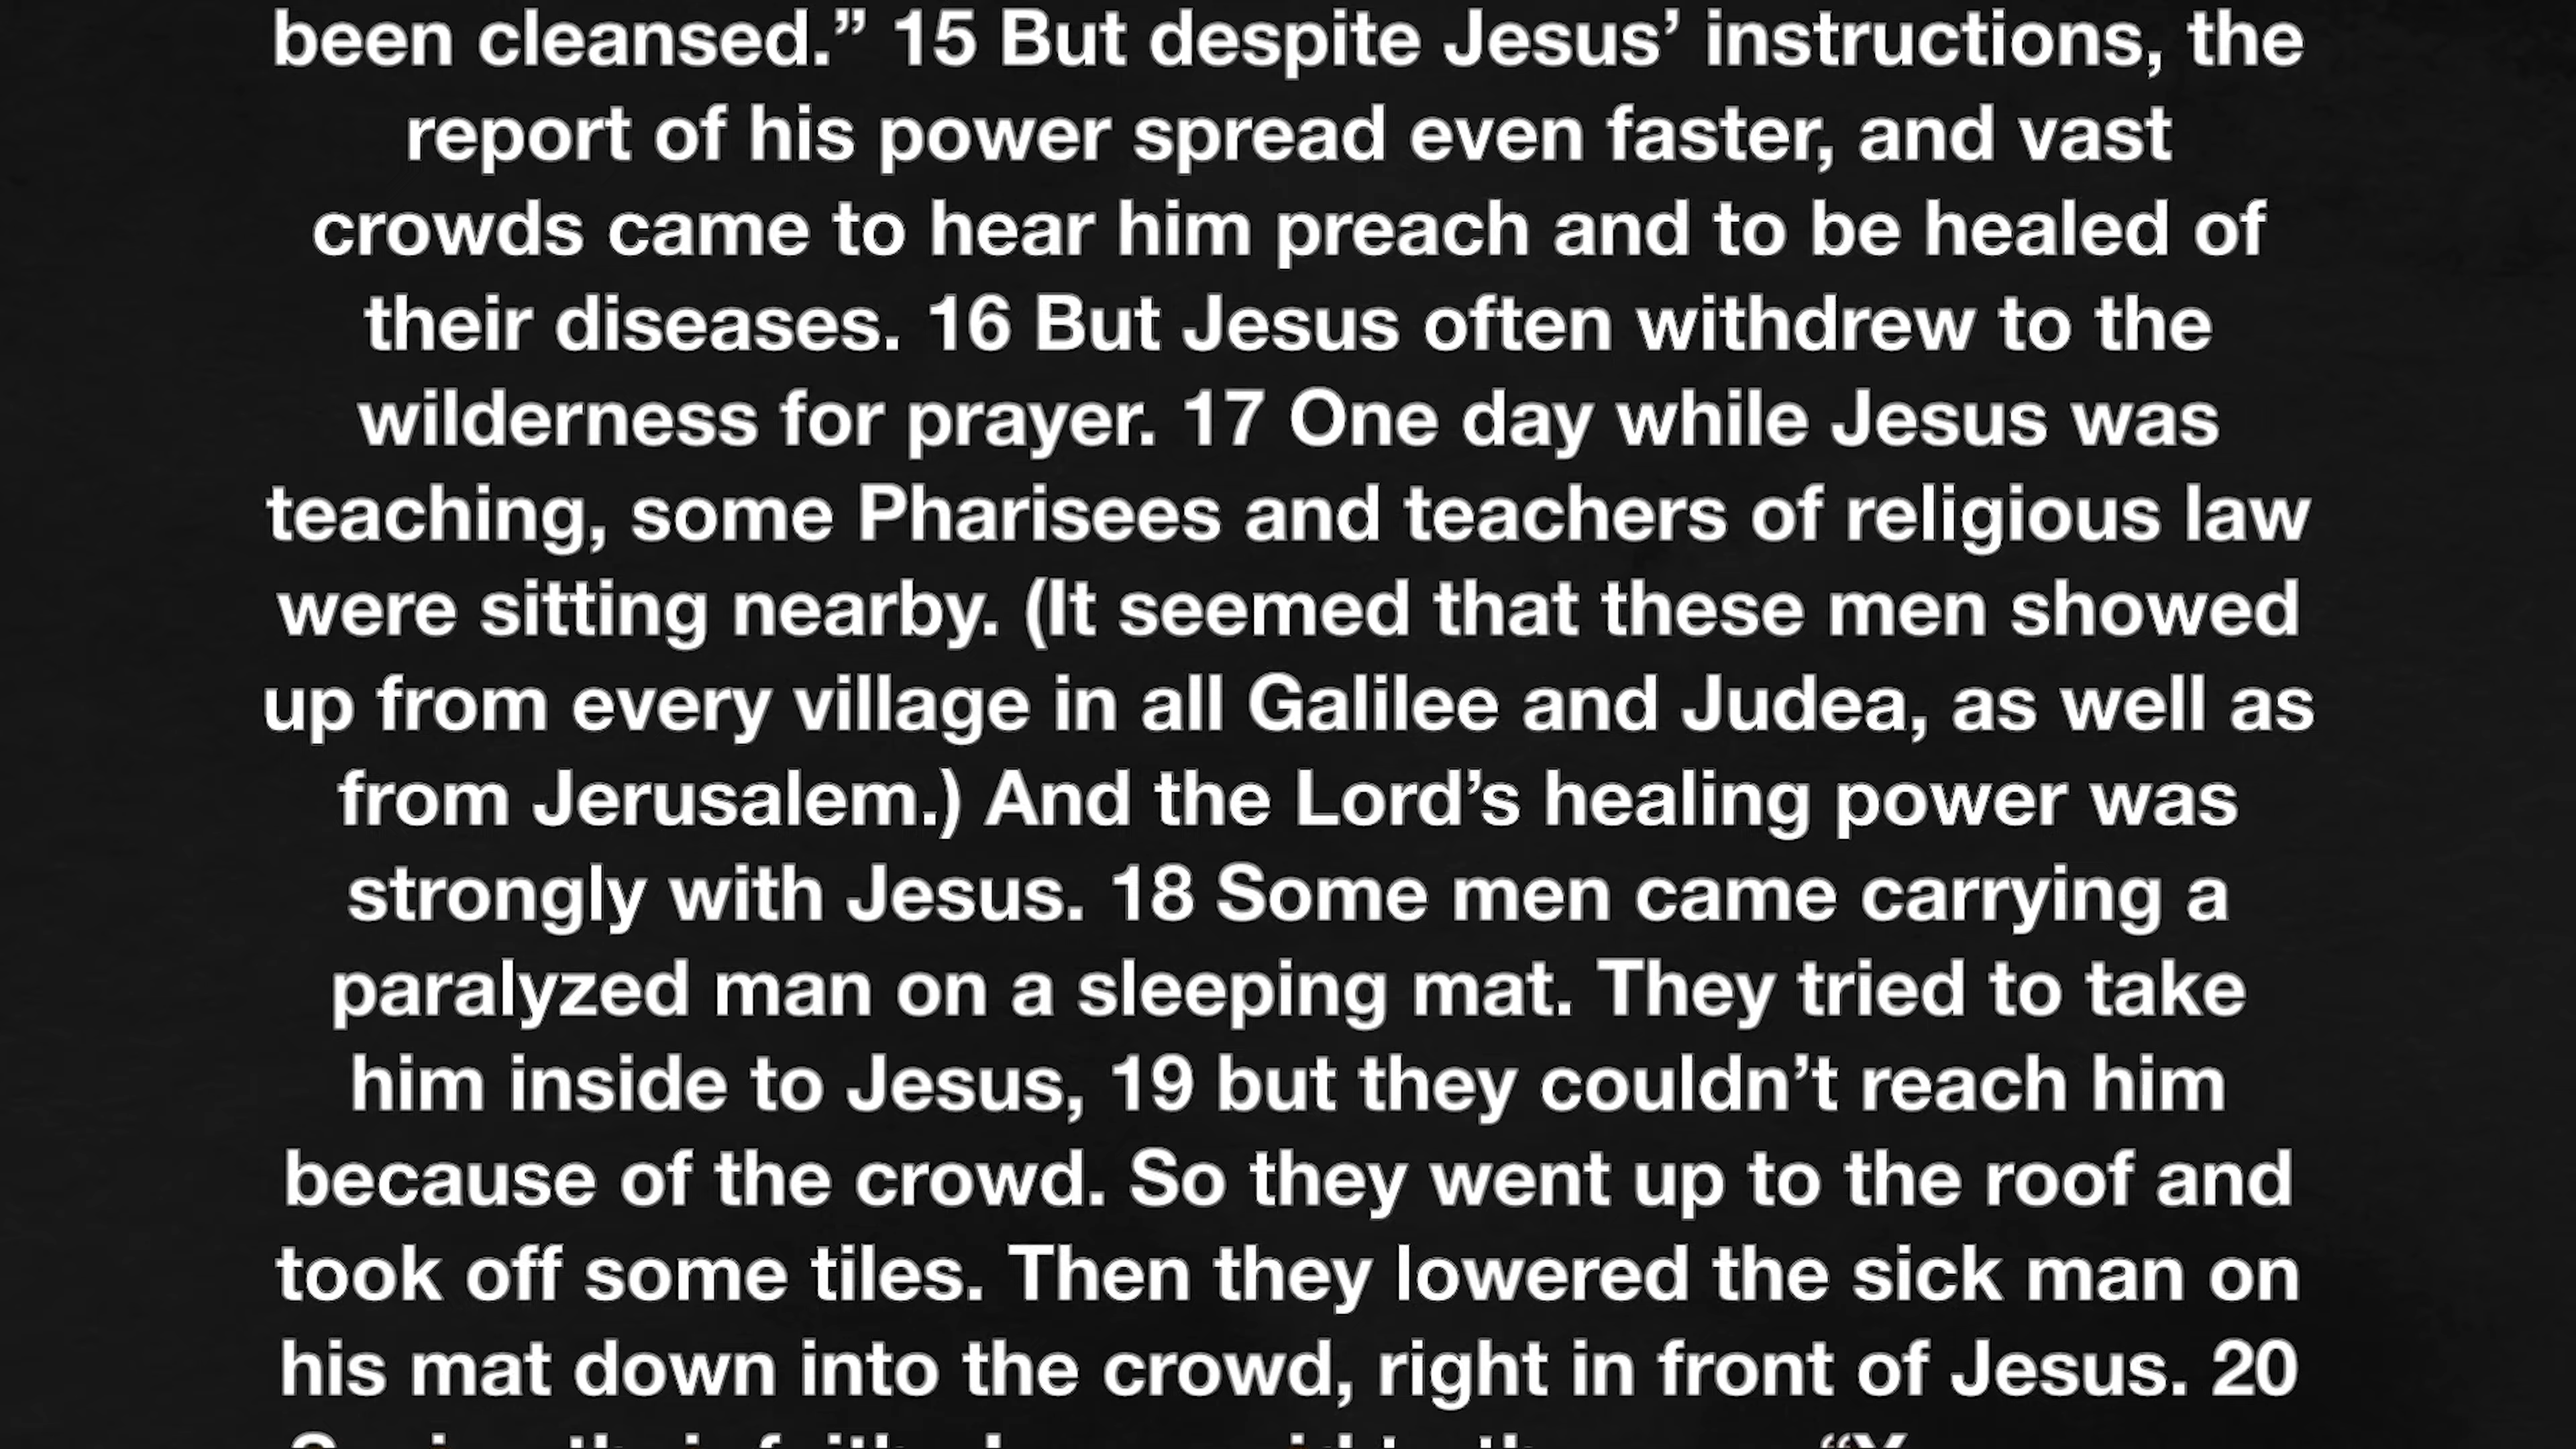 been cleansed.” 15 But despite Jesus’ instructions, the
report of his power spread even faster, and vast
crowds came to hear him preach and to be healed of
their diseases. 16 But Jesus often withdrew to the
wilderness for prayer. 17 One day while Jesus was
teaching, some Pharisees and teachers of religious law
were sitting nearby. (It seemed that these men showed
up from every village in all Galilee and Judea, as well as
from Jerusalem.) And the Lord’s healing power was
strongly with Jesus. 18 Some men came carrying a
paralyzed man on a sleeping mat. They tried to take
him inside to Jesus, 19 but they couldn’t reach him
because of the crowd. So they went up to the roof and
took off some tiles. Then they lowered the sick man on
his mat down into the crowd, right in front of Jesus. 20